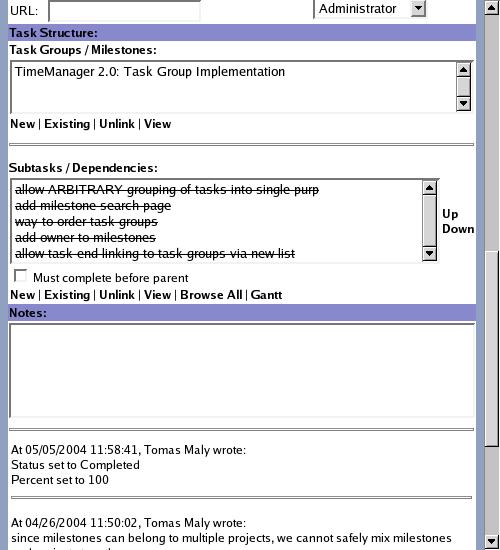 URL:
Administrator
Task Structure:
Task Groups / Milestones:
TimeManager 2.0: Task Group Implementation
New | Existing | Unlink | View
Subtasks / Dependencies:
allow ARBITRARY grouping of tasks into single purp
add milestone search page
way to order task groups
add owner to milestones
allow task end linking to task groups via new list
Up
Down
Must complete before parent
New | Existing | Unlink | View | Browse All | Gantt
Notes:
At 05/05/2004 11:58:41, Tomas Maly wrote:
Status set to Completed
Percent set to 100
At 04/26/2004 11:50:02, Tomas Maly wrote:
since milestones can belong to multiple projects, we cannot safely mix milestones